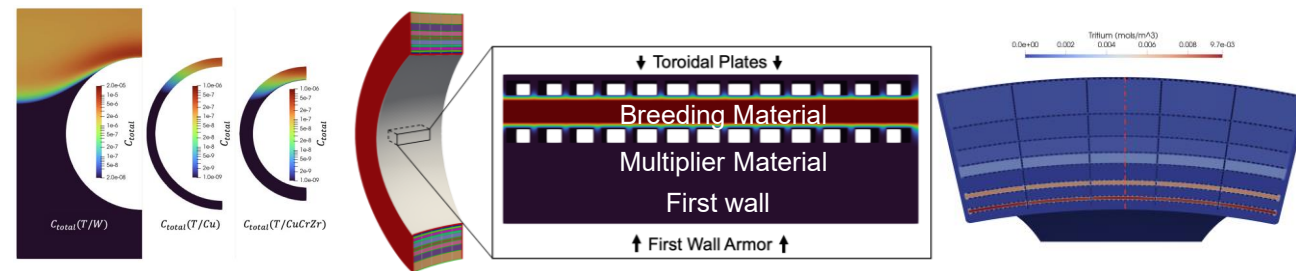 2.0e-05
1e-5
5e-6
2e-6
1e-6
5e-7
2e-7
1e-7
5e-8
2.0e-08
C_total
C_total(T/W)
1.0e-06
5e-7
2e-7
1e-7
5e-8
2e-8
1e-8
5e-9
2e-9
1.0e-09
C_total
C_total(T/Cu)
1.0e-06
5e-7
2e-7
1e-7
5e-8
2e-8
1e-8
5e-9
2e-9
1.0e-09
C_total
C_total(T/CuCrZr)
↓ Toroidal Plates ↓
Breeding Material
Multiplier Material
First wall
↑ First Wall Armor ↑
Tritium (mols/m^3)
0.0e+00 0.002 0.004 0.006 0.008 9.7e-03